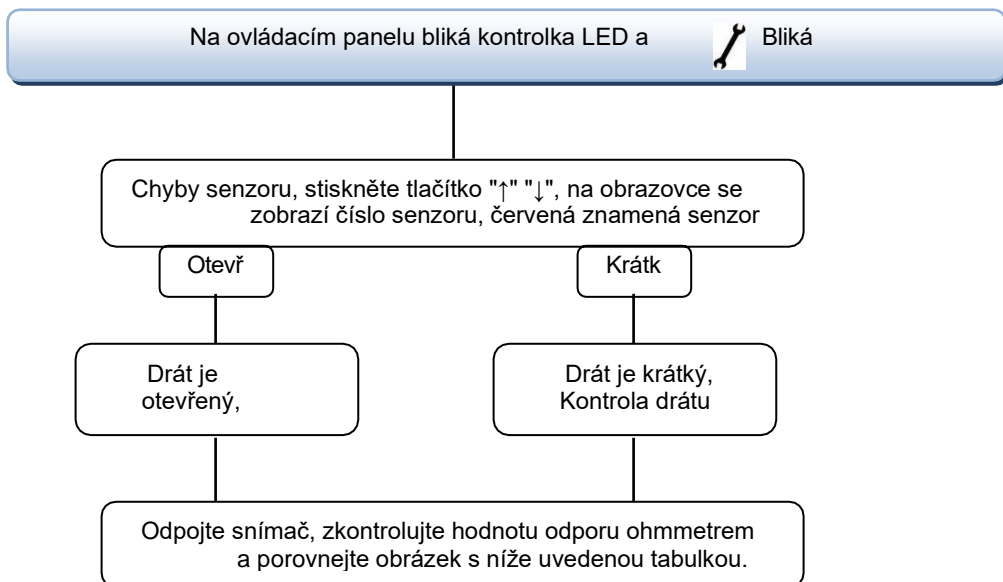 Na ovládacím panelu bliká kontrolka LED a Bliká
Chyby senzoru, stiskněte tlačítko "↑" "↓", na obrazovce se
zobrazí číslo senzoru, červená znamená senzor
Otevř
Krátk
Drát je
otevřený,
Drát je krátký,
Kontrola drátu
Odpojte snímač, zkontrolujte hodnotu odporu ohmmetrem
a porovnejte obrázek s níže uvedenou tabulkou.